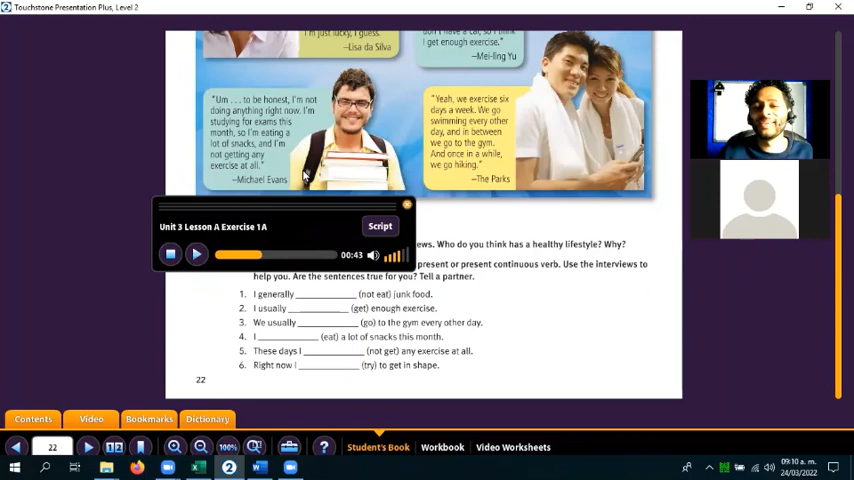 Touchstone Presentation Plus, Level 2
I'm just lucky, I guess."
–Lisa da Silva
don't have a car, so I think
I get enough exercise."
–Mei-ling Yu
"Um . . . to be honest, I'm not
doing anything right now. I'm
studying for exams this
month, so I'm eating a
lot of snacks, and I'm
not getting any
exercise at all."
–Michael Evans
"Yeah, we exercise six
days a week. We go
swimming every other
day, and in between
we go to the gym.
And once in a while,
we go hiking."
–The Parks
Unit 3 Lesson A Exercise 1A
Script
00:43
ews. Who do you think has a healthy lifestyle? Why?
present or present continuous verb. Use the interviews to
help you. Are the sentences true for you? Tell a partner.
1. I generally ____________ (not eat) junk food.
2. I usually ____________ (get) enough exercise.
3. We usually ____________ (go) to the gym every other day.
4. I ____________ (eat) a lot of snacks this month.
5. These days I ____________ (not get) any exercise at all.
6. Right now I ____________ (try) to get in shape.
22
Contents
Video
Bookmarks
Dictionary
22
1 2
100%
?
Student's Book
Workbook
Video Worksheets
09:10 a. m.
24/03/2022